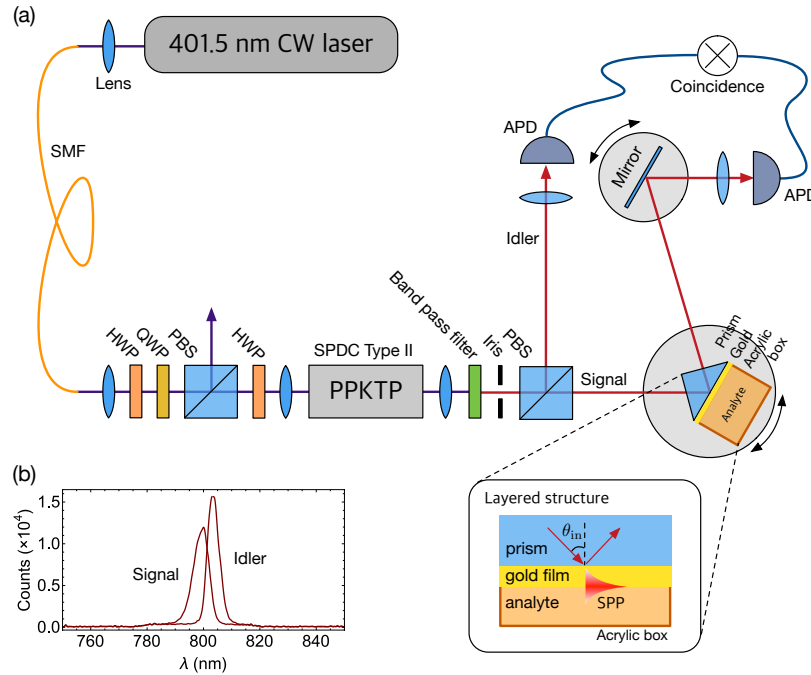 (a)
401.5 nm CW laser
Lens
SMF
APD
Coincidence
Mirror
APD
Idler
HWP
QWP
PBS
HWP
SPDC Type II
PPKTP
Band pass filter
Iris
PBS
Signal
Prism
Gold
Acrylic
box
Analyte
(b)
Counts (×10⁴)
1.5
1.0
0.5
0.0
Signal
Idler
760
780
800
820
840
λ (nm)
Layered structure
θin
prism
gold film
analyte
SPP
Acrylic box